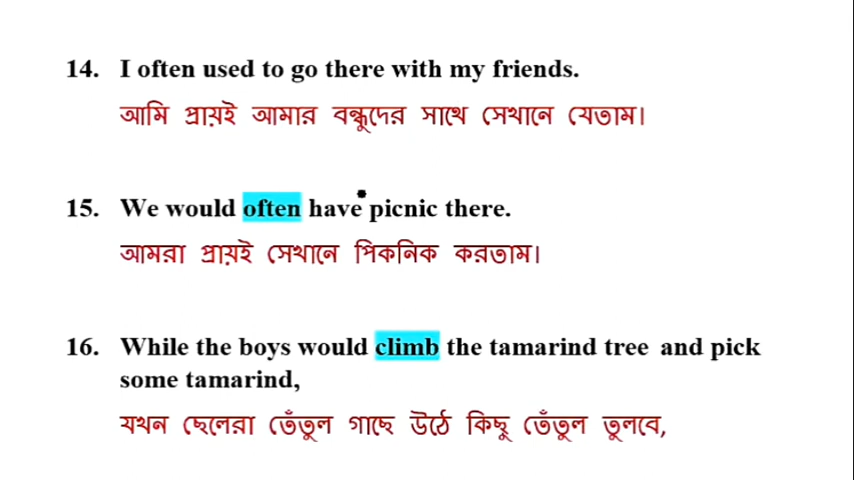 14. I often used to go there with my friends.
আমি প্রায়ই আমার বন্ধুদের সাথে সেখানে যেতাম।
15. We would often have picnic there.
আমরা প্রায়ই সেখানে পিকনিক করতাম।
16. While the boys would climb the tamarind tree and pick
some tamarind,
যখন ছেলেরা তেঁতুল গাছে উঠে কিছু তেঁতুল তুলবে,